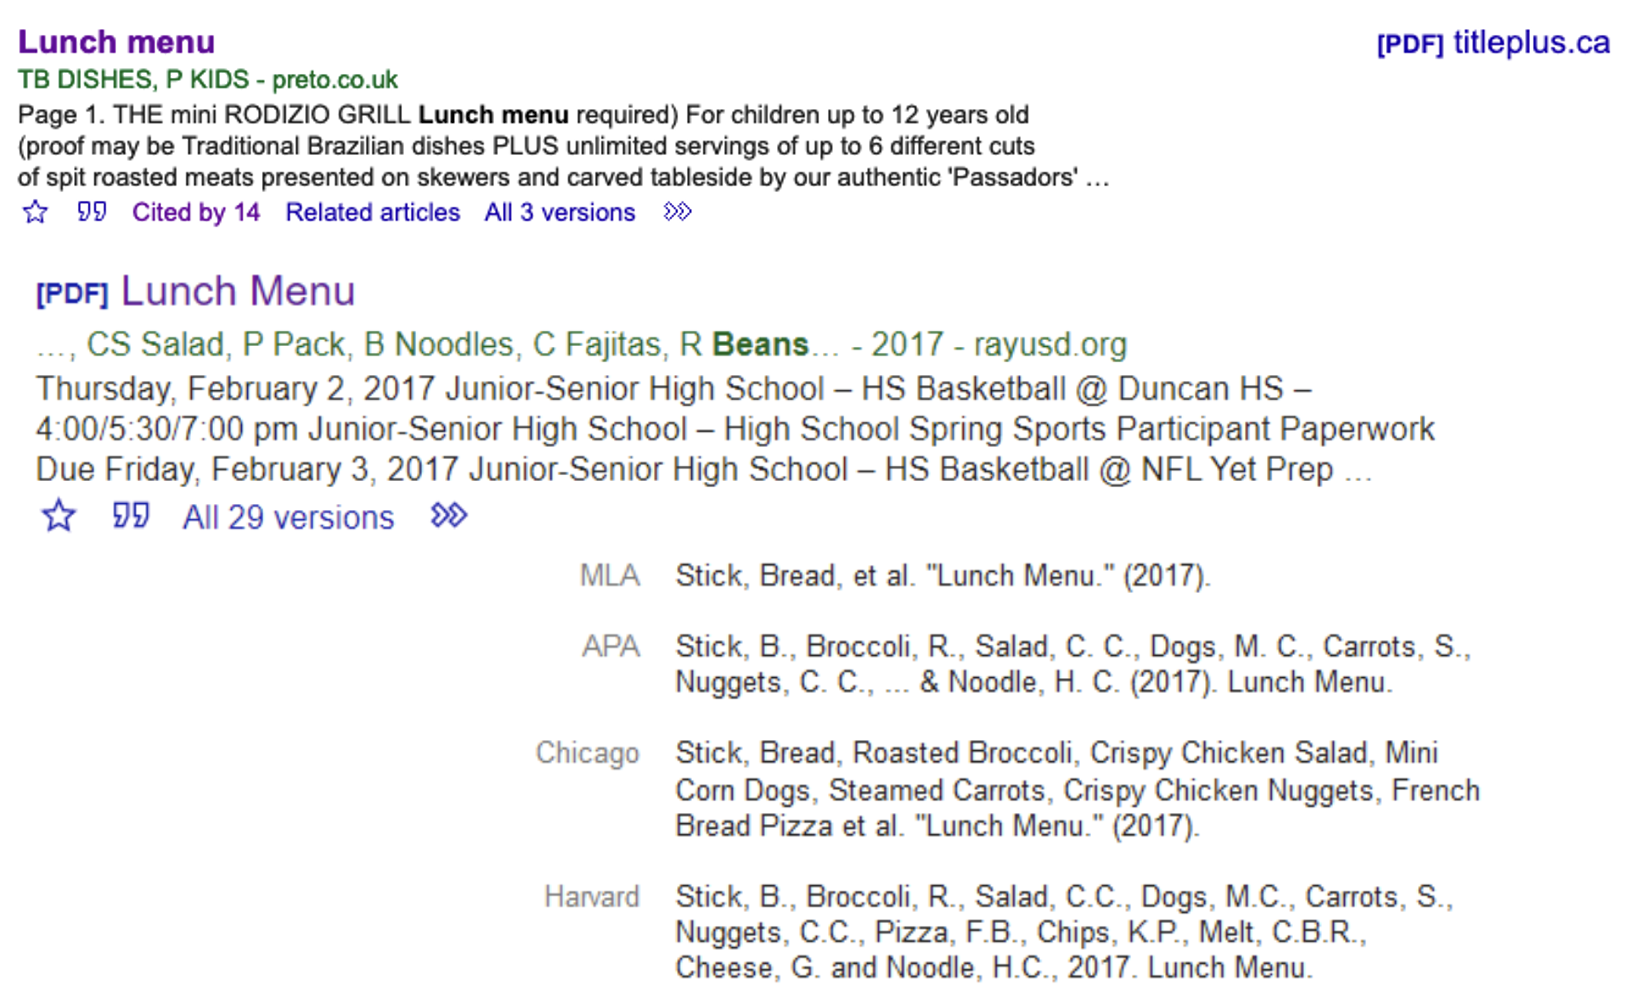 Lunch menu
[PDF] titleplus.ca
TB DISHES, P KIDS - preto.co.uk
Page 1. THE mini RODIZIO GRILL Lunch menu required) For children up to 12 years old
(proof may be Traditional Brazilian dishes PLUS unlimited servings of up to 6 different cuts
of spit roasted meats presented on skewers and carved tableside by our authentic 'Passadors' ...
Cited by 14 Related articles All 3 versions
[PDF] Lunch Menu
..., CS Salad, P Pack, B Noodles, C Fajitas, R Beans... - 2017 - rayusd.org
Thursday, February 2, 2017 Junior-Senior High School – HS Basketball @ Duncan HS –
4:00/5:30/7:00 pm Junior-Senior High School – High School Spring Sports Participant Paperwork
Due Friday, February 3, 2017 Junior-Senior High School – HS Basketball @ NFL Yet Prep ...
All 29 versions
MLA Stick, Bread, et al. "Lunch Menu." (2017).
APA Stick, B., Broccoli, R., Salad, C. C., Dogs, M. C., Carrots, S.,
Nuggets, C. C., ... & Noodle, H. C. (2017). Lunch Menu.
Chicago Stick, Bread, Roasted Broccoli, Crispy Chicken Salad, Mini
Corn Dogs, Steamed Carrots, Crispy Chicken Nuggets, French
Bread Pizza et al. "Lunch Menu." (2017).
Harvard Stick, B., Broccoli, R., Salad, C.C., Dogs, M.C., Carrots, S.,
Nuggets, C.C., Pizza, F.B., Chips, K.P., Melt, C.B.R.,
Cheese, G. and Noodle, H.C., 2017. Lunch Menu.